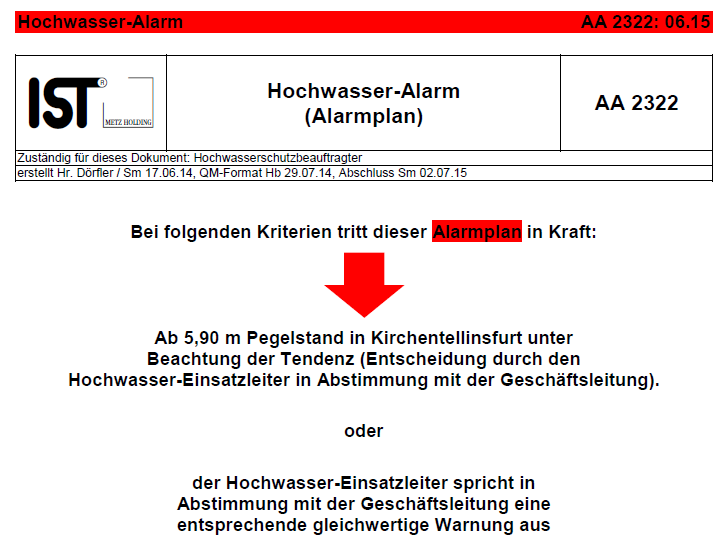 Hochwasser-Alarm AA 2322: 06.15
IST® METZ HOLDING
Hochwasser-Alarm
(Alarmplan)
AA 2322
Zuständig für dieses Dokument: Hochwasserschutzbeauftragter
erstellt Hr. Dörfler / Sm 17.06.14, QM-Format Hb 29.07.14, Abschluss Sm 02.07.15
Bei folgenden Kriterien tritt dieser Alarmplan in Kraft:
Ab 5,90 m Pegelstand in Kirchentellinsfurt unter
Beachtung der Tendenz (Entscheidung durch den
Hochwasser-Einsatzleiter in Abstimmung mit der Geschäftsleitung).
oder
der Hochwasser-Einsatzleiter spricht in
Abstimmung mit der Geschäftsleitung eine
entsprechende gleichwertige Warnung aus